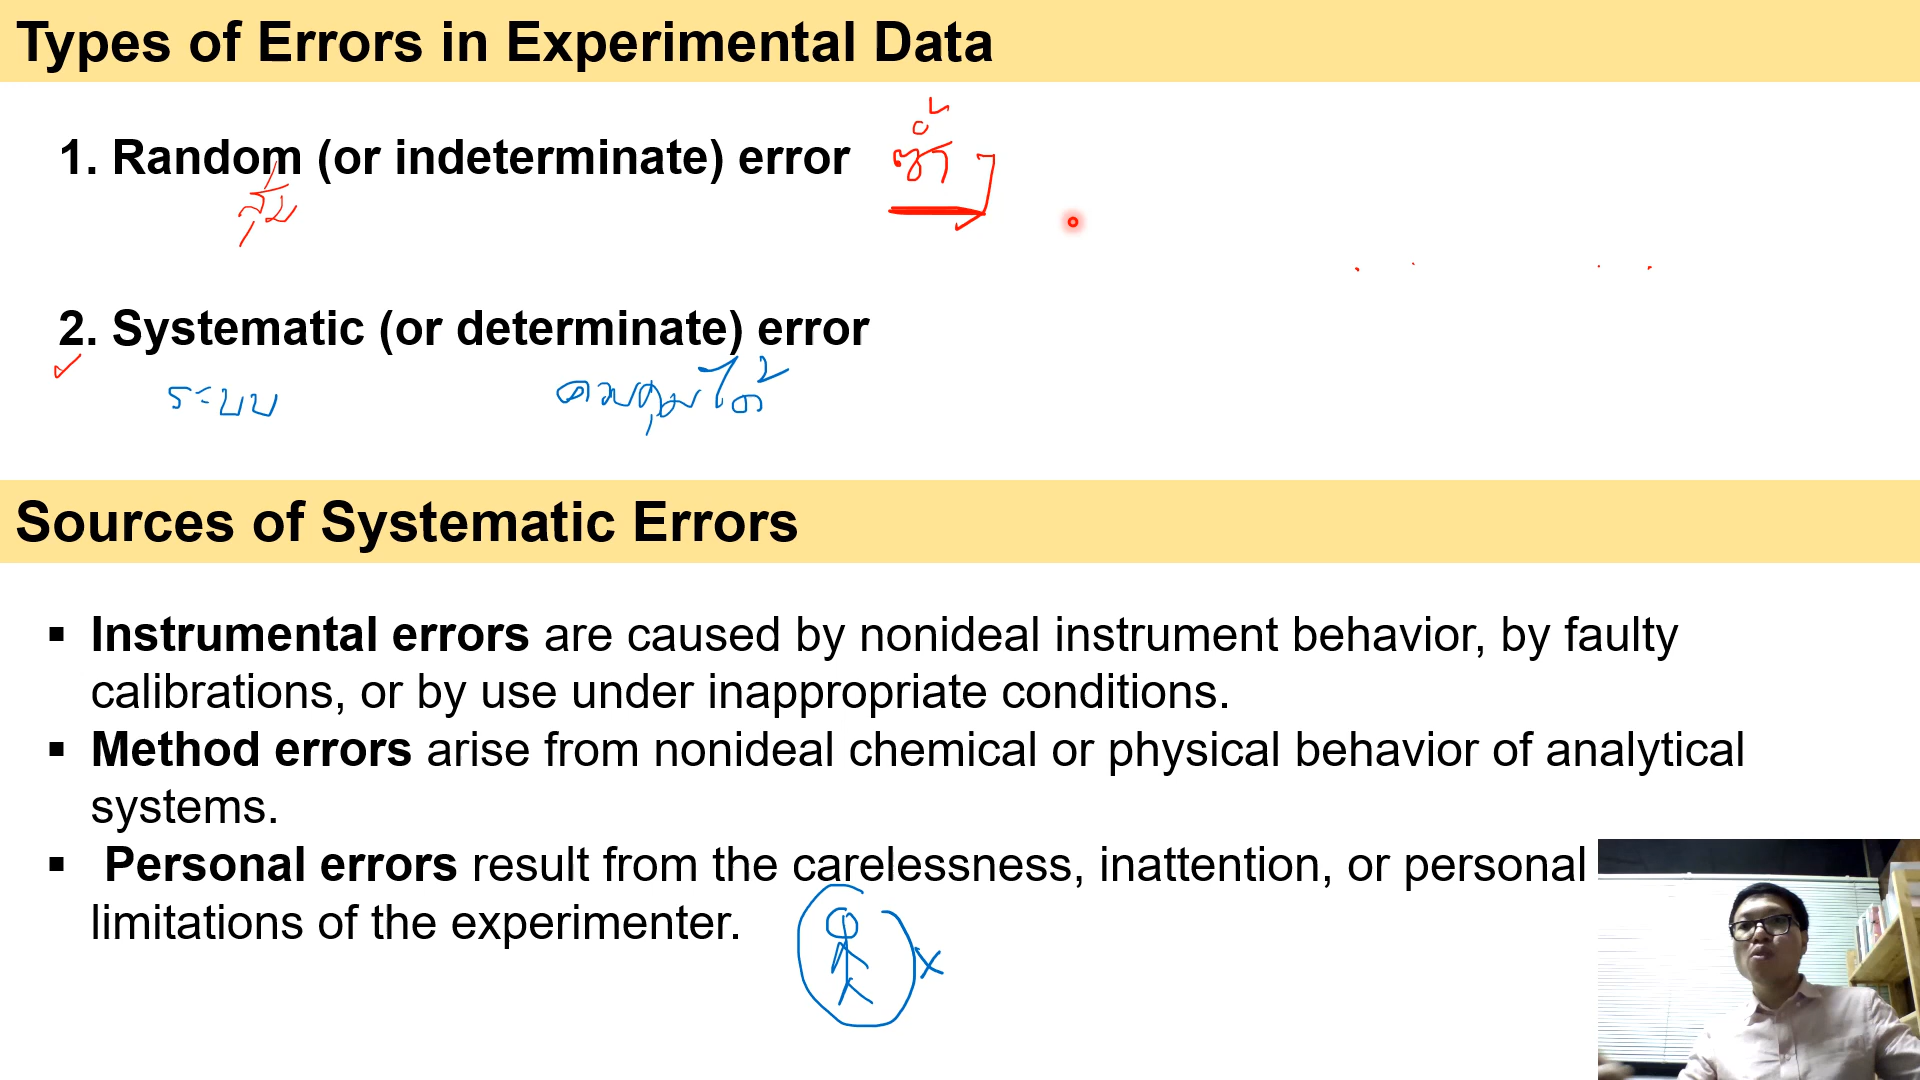 Types of Errors in Experimental Data
1. Random (or indeterminate) error ซ้ำ
สุ่ม
2. Systematic (or determinate) error
ระบบ ควบคุมได้
Sources of Systematic Errors
▪ Instrumental errors are caused by nonideal instrument behavior, by faulty
calibrations, or by use under inappropriate conditions.
▪ Method errors arise from nonideal chemical or physical behavior of analytical
systems.
▪ Personal errors result from the carelessness, inattention, or personal
limitations of the experimenter.